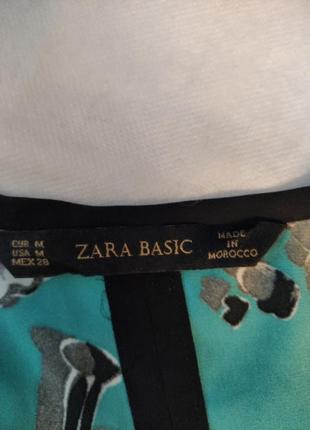 EUR M
USA M
MEX 28
ZARA BASIC
MADE
IN
MOROCCO